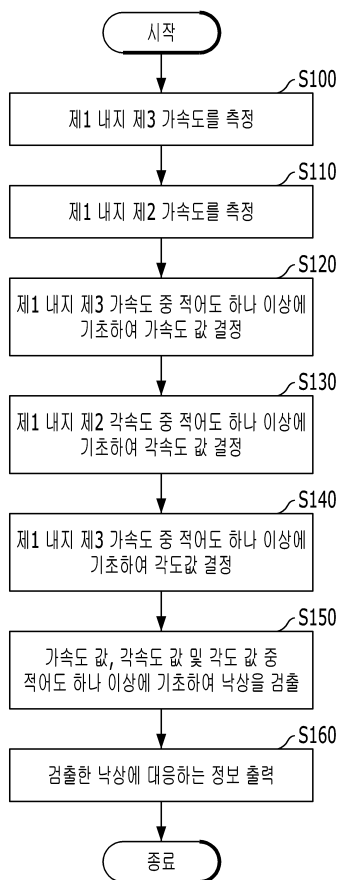 시작
S100
제1 내지 제3 가속도를 측정
S110
제1 내지 제2 가속도를 측정
S120
제1 내지 제3 가속도 중 적어도 하나 이상에
기초하여 가속도 값 결정
S130
제1 내지 제2 각속도 중 적어도 하나 이상에
기초하여 각속도 값 결정
S140
제1 내지 제3 가속도 중 적어도 하나 이상에
기초하여 각도값 결정
S150
가속도 값, 각속도 값 및 각도 값 중
적어도 하나 이상에 기초하여 낙상을 검출
S160
검출한 낙상에 대응하는 정보 출력
종료